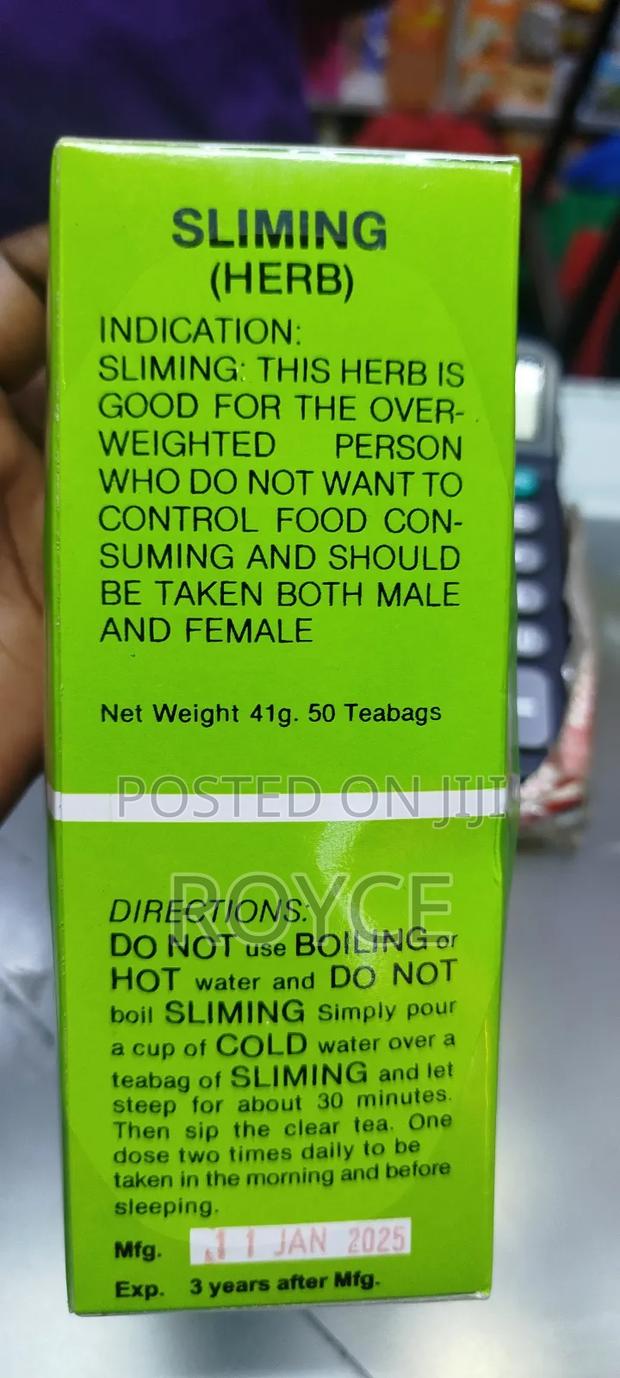 SLIMING
(HERB)
INDICATION:
SLIMING: THIS HERB IS
GOOD FOR THE OVER-
WEIGHTED PERSON
WHO DO NOT WANT TO
CONTROL FOOD CON-
SUMING AND SHOULD
BE TAKEN BOTH MALE
AND FEMALE
Net Weight 41g. 50 Teabags
POSTED ON JIJI
ROYCE
DIRECTIONS:
DO NOT use BOILING or
HOT water and DO NOT
boil SLIMING Simply pour
a cup of COLD water over a
teabag of SLIMING and let
steep for about 30 minutes.
Then sip the clear tea. One
dose two times daily to be
taken in the morning and before
sleeping.
Mfg. 11 JAN 2025
Exp. 3 years after Mfg.